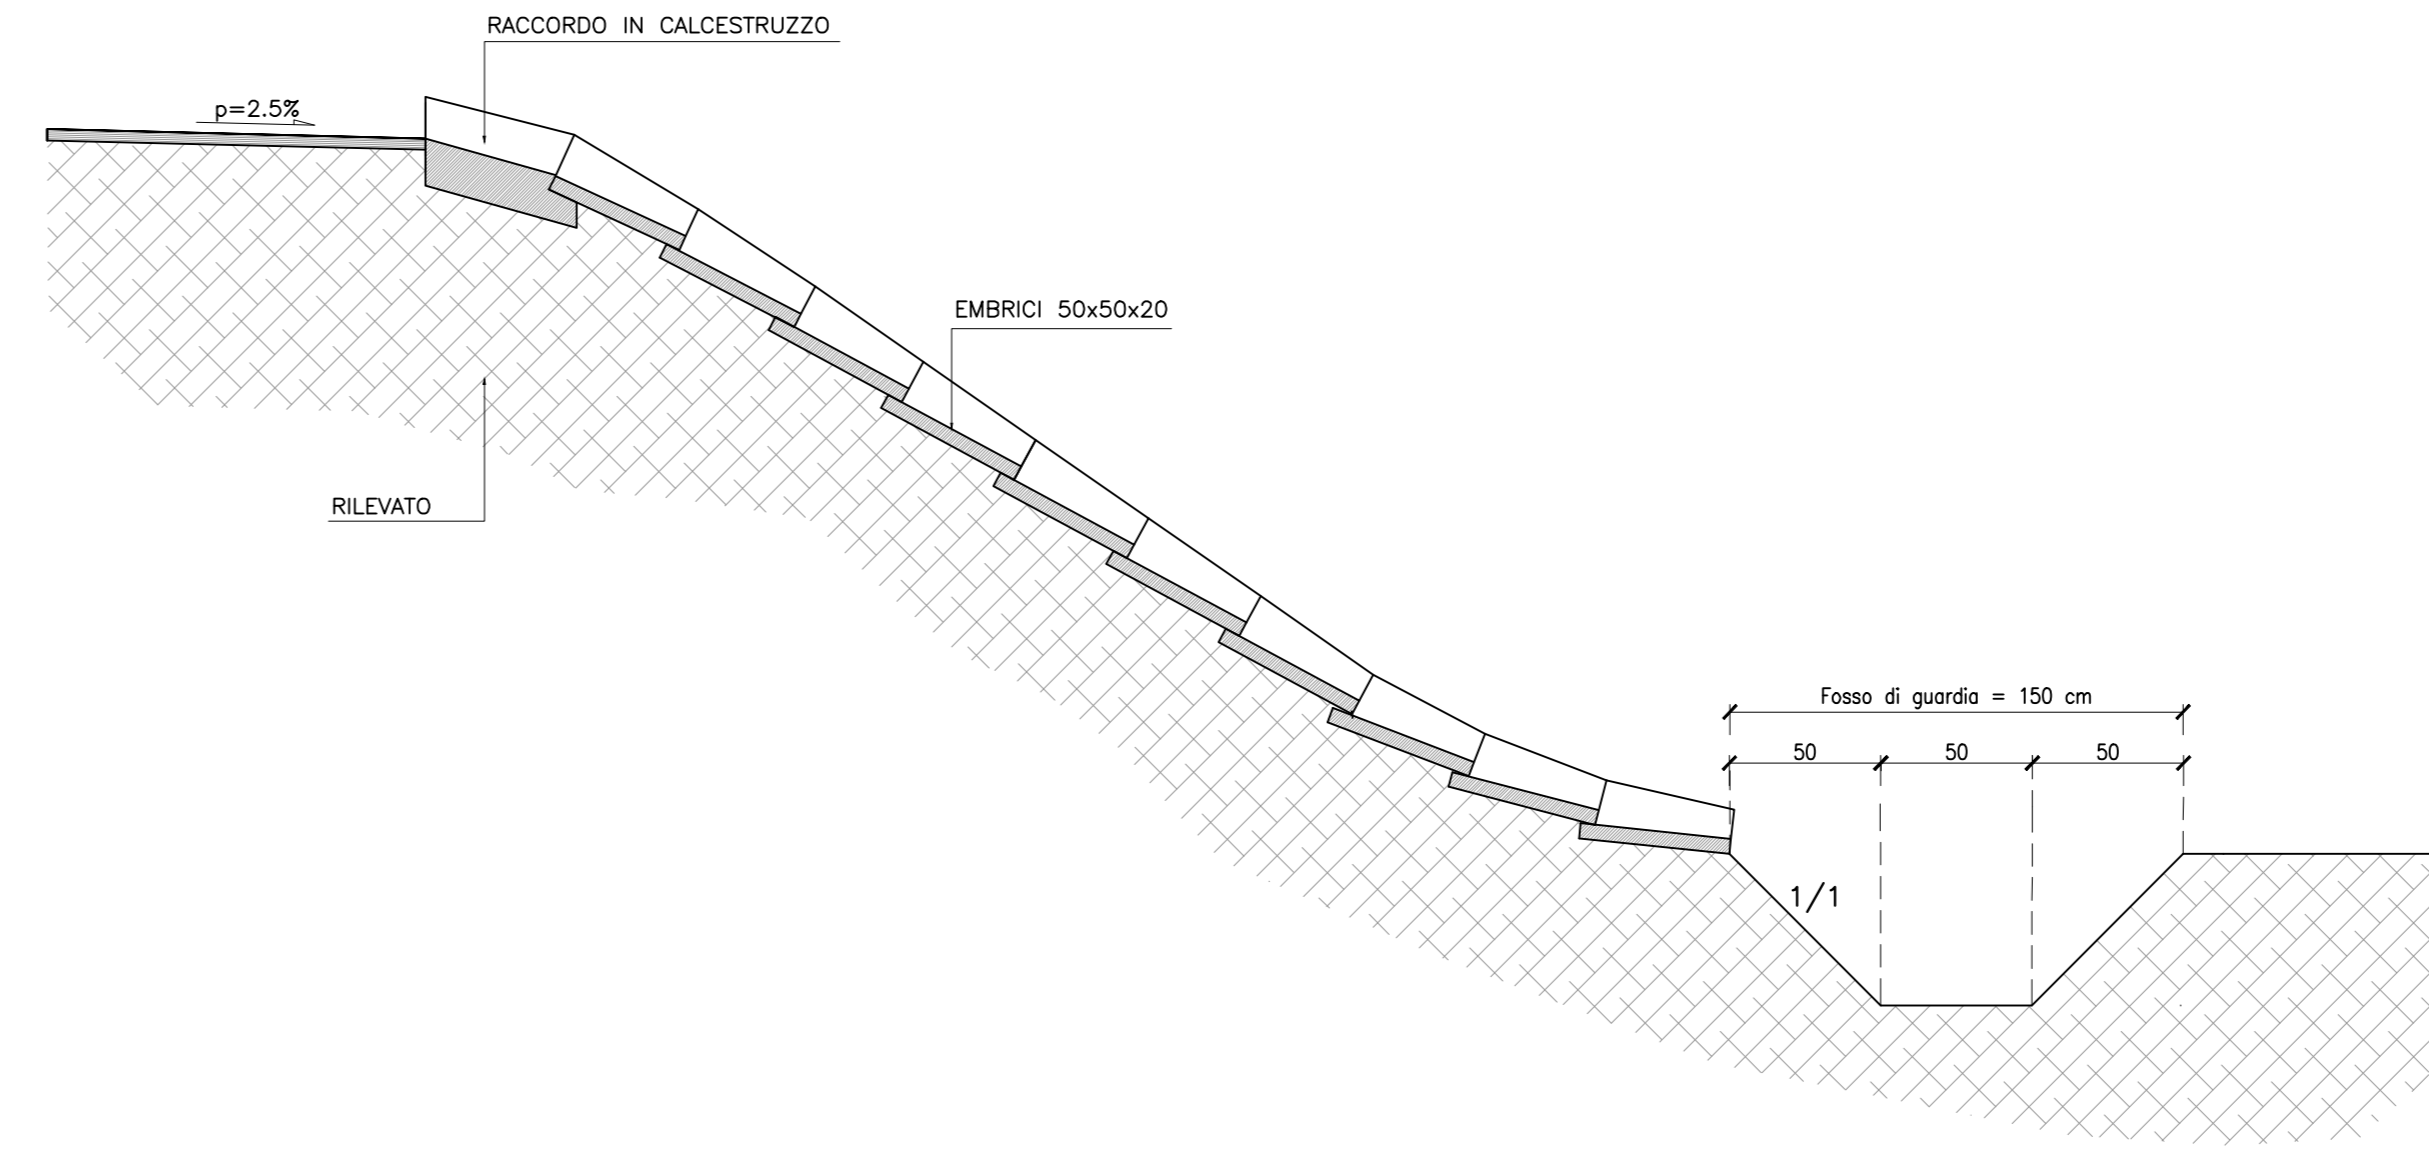 RACCORDO IN CALCESTRUZZO
p=2.5%
EMBRICI 50x50x20
RILEVATO
Fosso di guardia = 150 cm
50 50 50
1/1